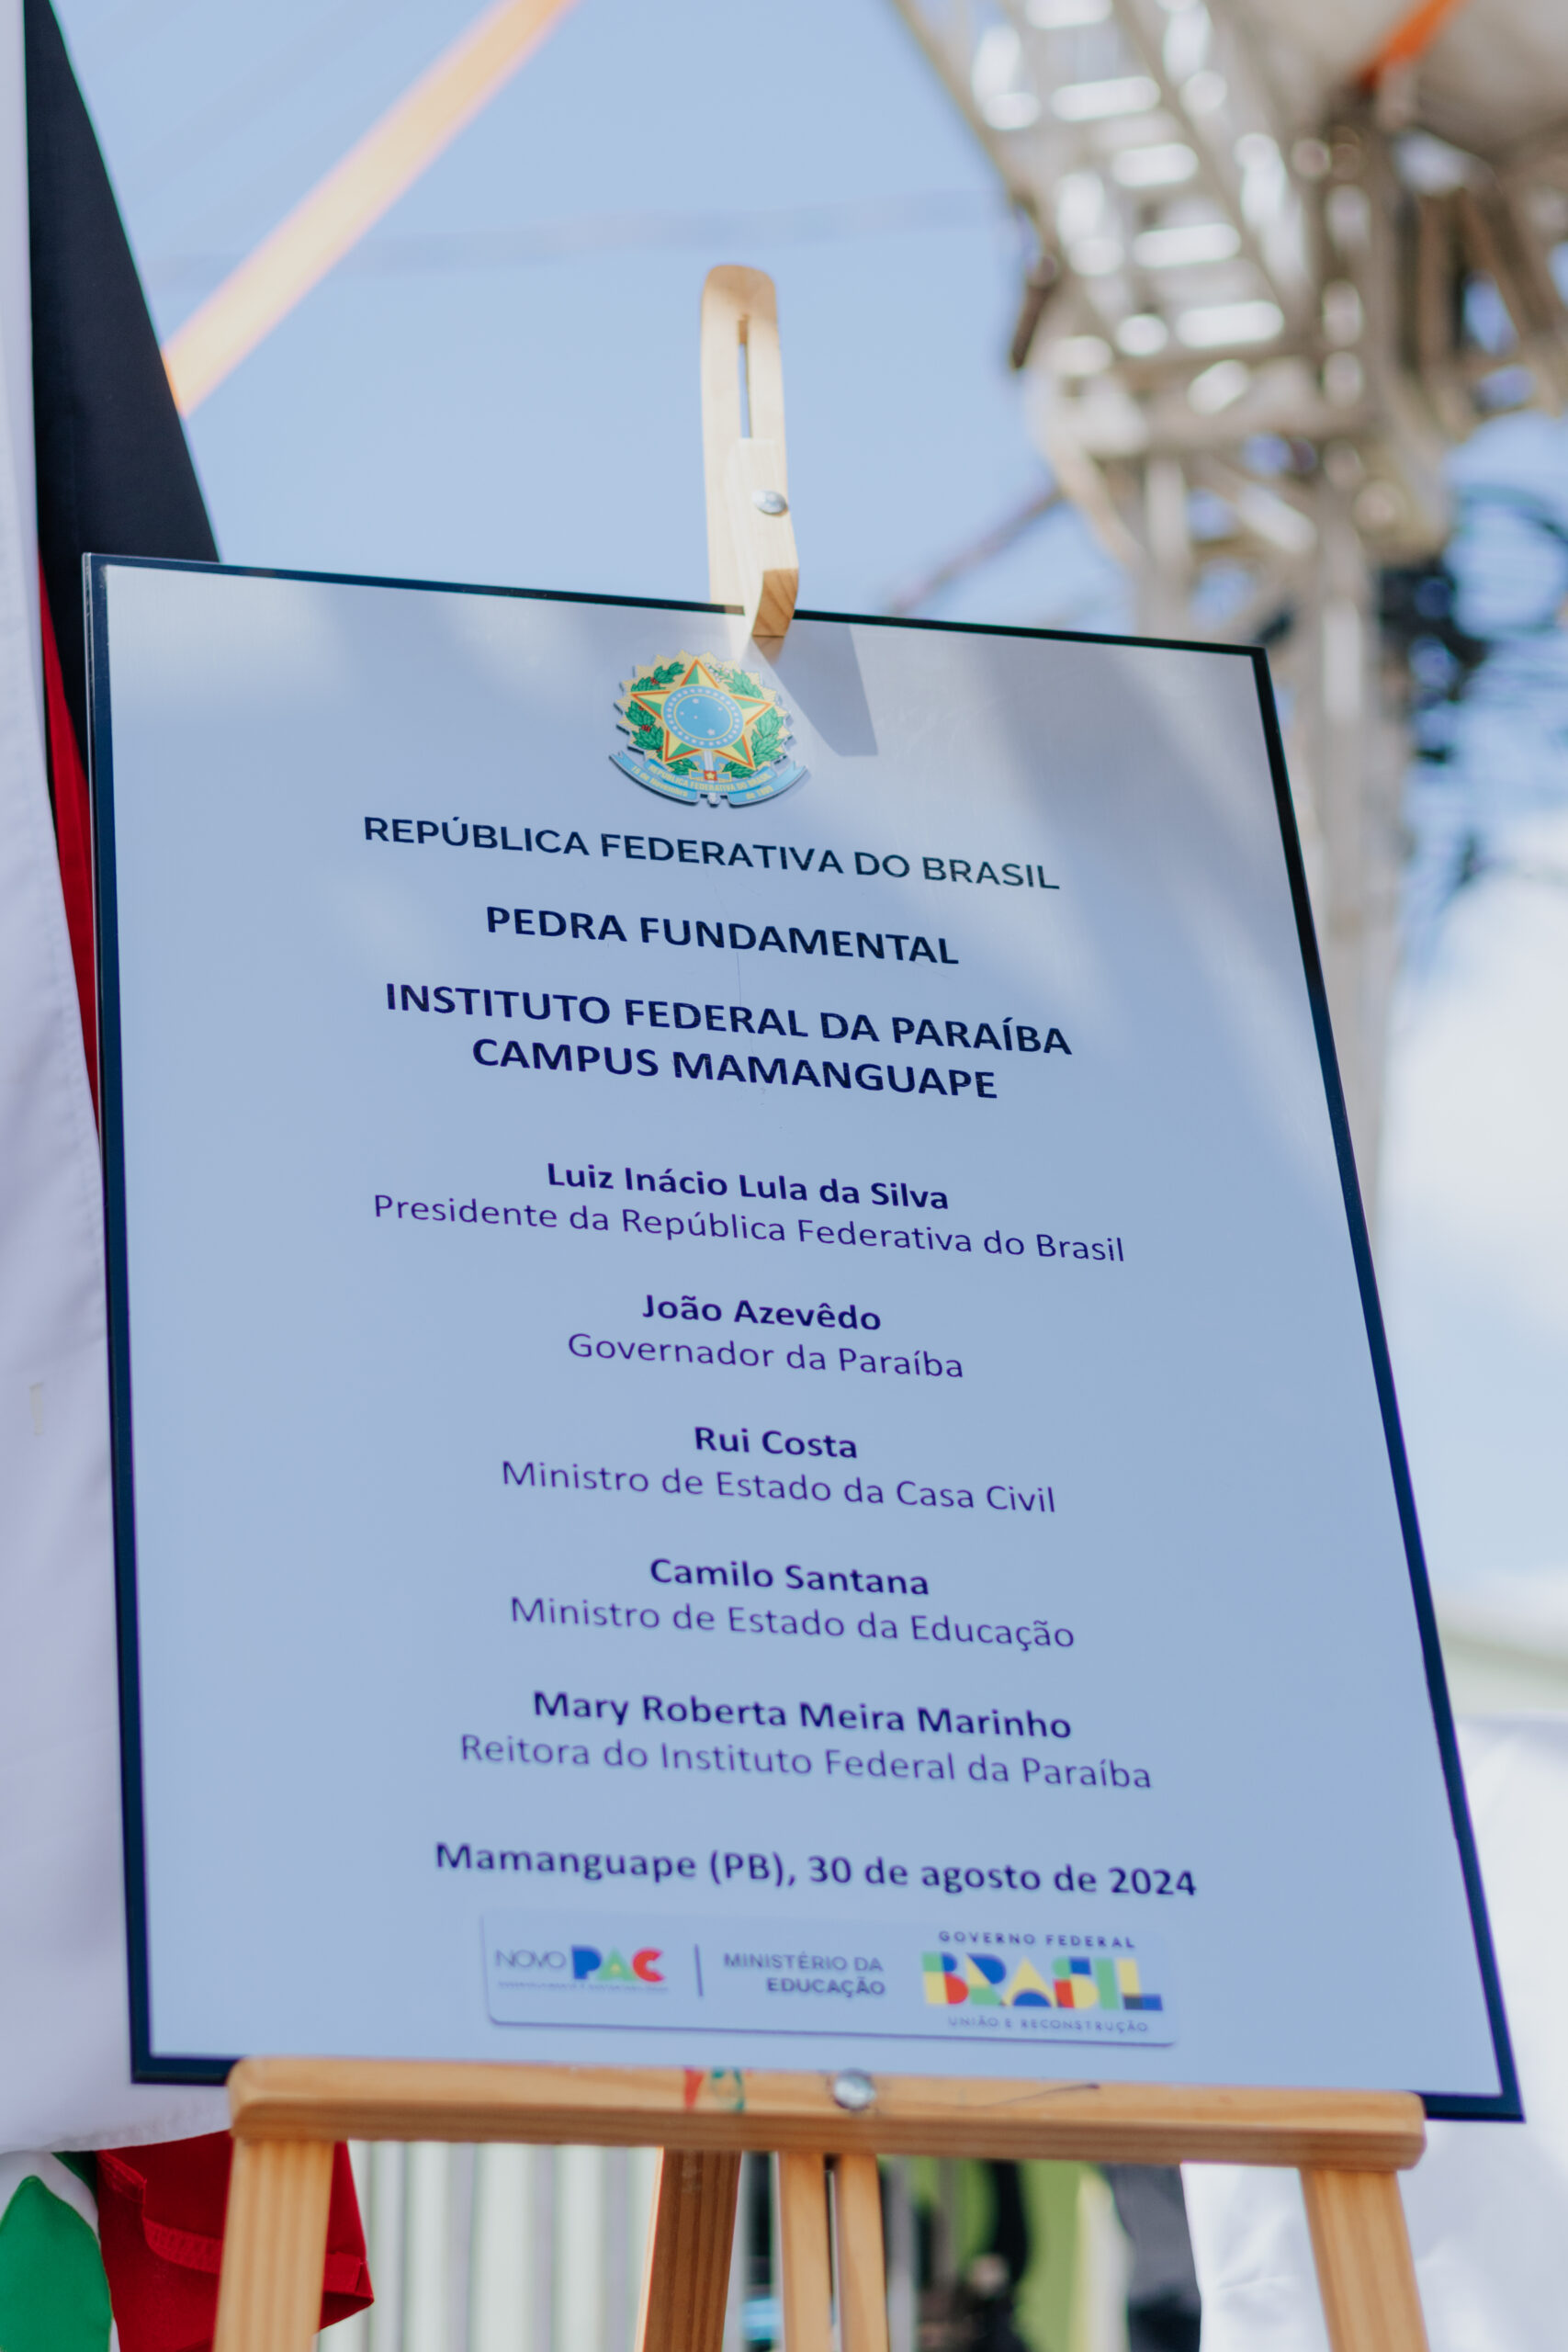 REPÚBLICA FEDERATIVA DO BRASIL
PEDRA FUNDAMENTAL
INSTITUTO FEDERAL DA PARAÍBA
CAMPUS MAMANGUAPE
Luiz Inácio Lula da Silva
Presidente da República Federativa do Brasil
João Azevêdo
Governador da Paraíba
Rui Costa
Ministro de Estado da Casa Civil
Camilo Santana
Ministro de Estado da Educação
Mary Roberta Meira Marinho
Reitora do Instituto Federal da Paraíba
Mamanguape (PB), 30 de agosto de 2024
NOVO PAC
MINISTÉRIO DA
EDUCAÇÃO
GOVERNO FEDERAL
BRASIL
UNIÃO E RECONSTRUÇÃO